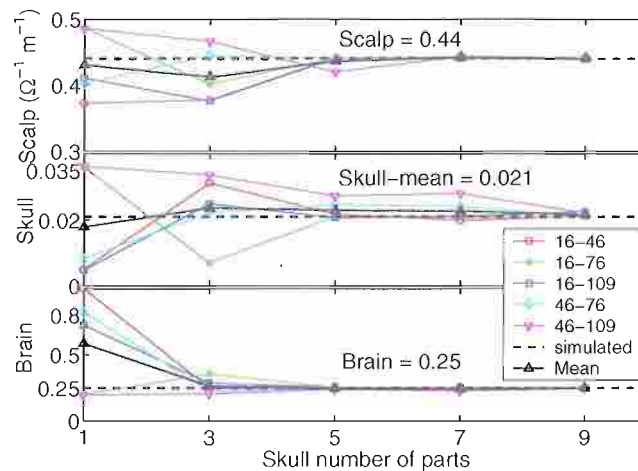 0.5
0.4
0.3
Scalp (Ω⁻¹ m⁻¹)
Scalp = 0.44
0.035
0.02
0
Skull
Skull-mean = 0.021
0.8
0.5
0.25
0
Brain
Brain = 0.25
16-46
16-76
16-109
46-76
46-109
simulated
Mean
1 3 5 7 9
Skull number of parts